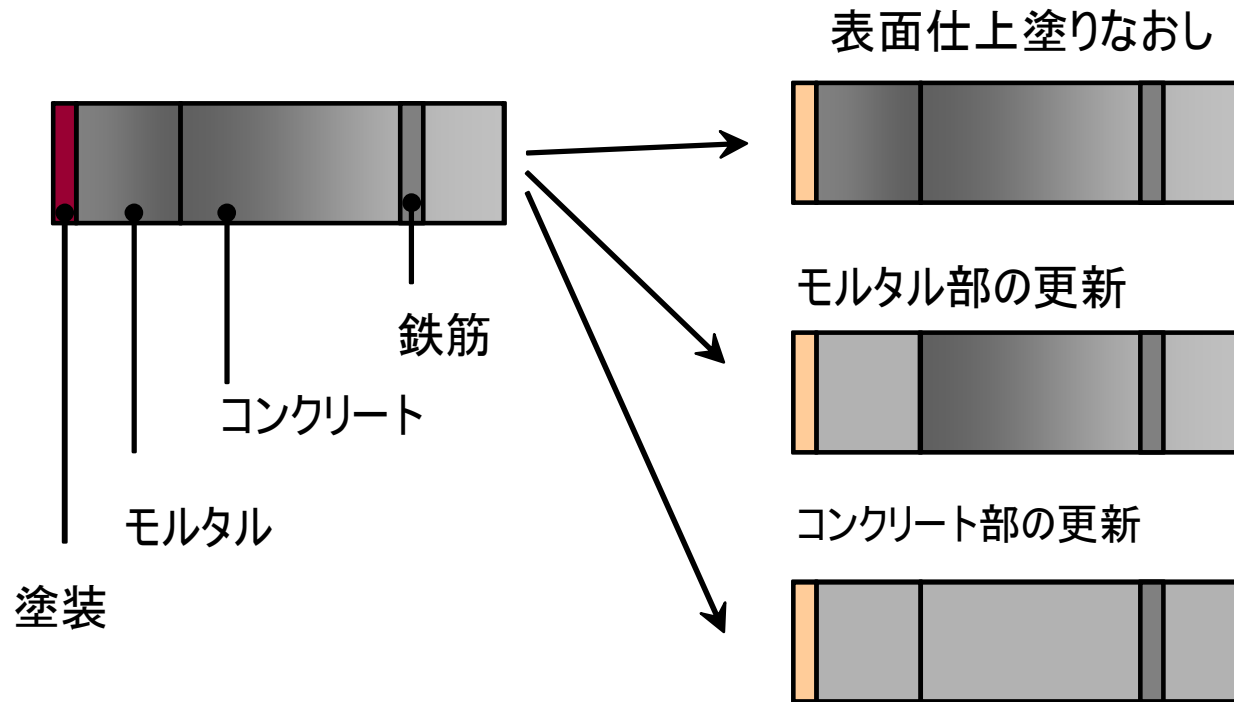 表面仕上塗りなおし
鉄筋
コンクリート
モルタル
塗装
モルタル部の更新
コンクリート部の更新